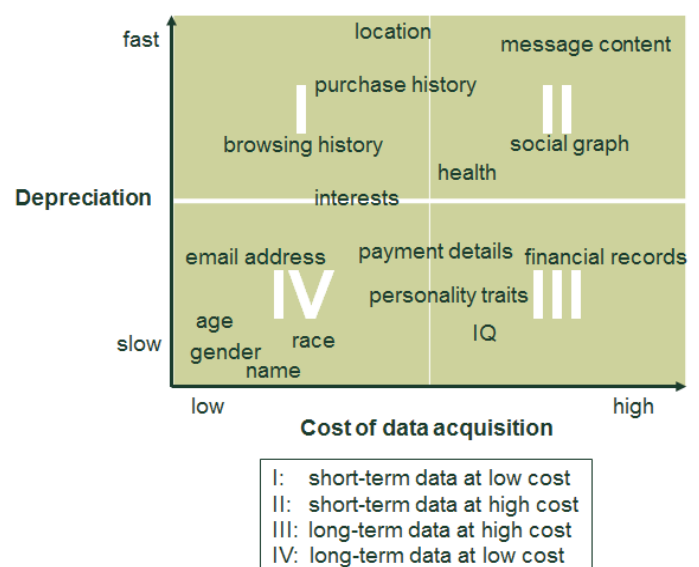 fast
location
message content
purchase history
I
II
browsing history
social graph
health
Depreciation
interests
email address
payment details
financial records
IV
personality traits
III
age
IQ
race
slow
gender
name
low
high
Cost of data acquisition
I: short-term data at low cost
II: short-term data at high cost
III: long-term data at high cost
IV: long-term data at low cost